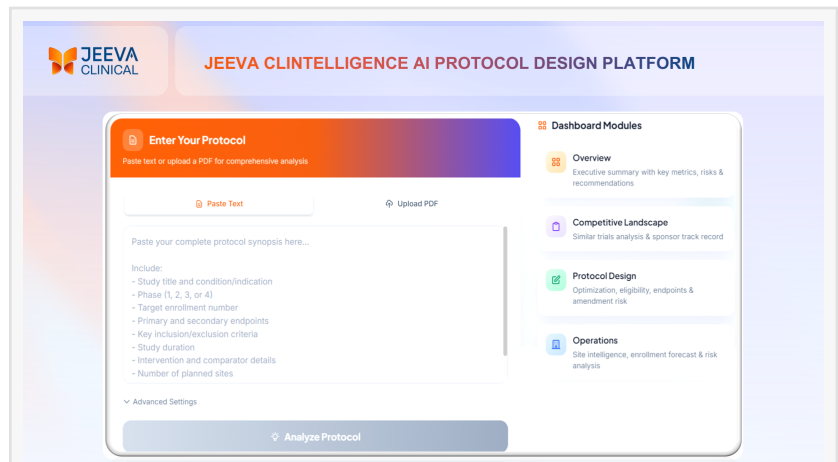 JEEVA
CLINICAL
JEEVA CLINTELLIGENCE AI PROTOCOL DESIGN PLATFORM
Enter Your Protocol
Paste text or upload a PDF for comprehensive analysis
Paste Text
Upload PDF
Paste your complete protocol synopsis here...
Include:
- Study title and condition/indication
- Phase (1, 2, 3, or 4)
- Target enrollment number
- Primary and secondary endpoints
- Key inclusion/exclusion criteria
- Study duration
- Intervention and comparator details
- Number of planned sites
Advanced Settings
Analyze Protocol
Dashboard Modules
Overview
Executive summary with key metrics, risks &
recommendations
Competitive Landscape
Similar trials analysis & sponsor track record
Protocol Design
Optimization, eligibility, endpoints &
amendment risk
Operations
Site intelligence, enrollment forecast & risk
analysis